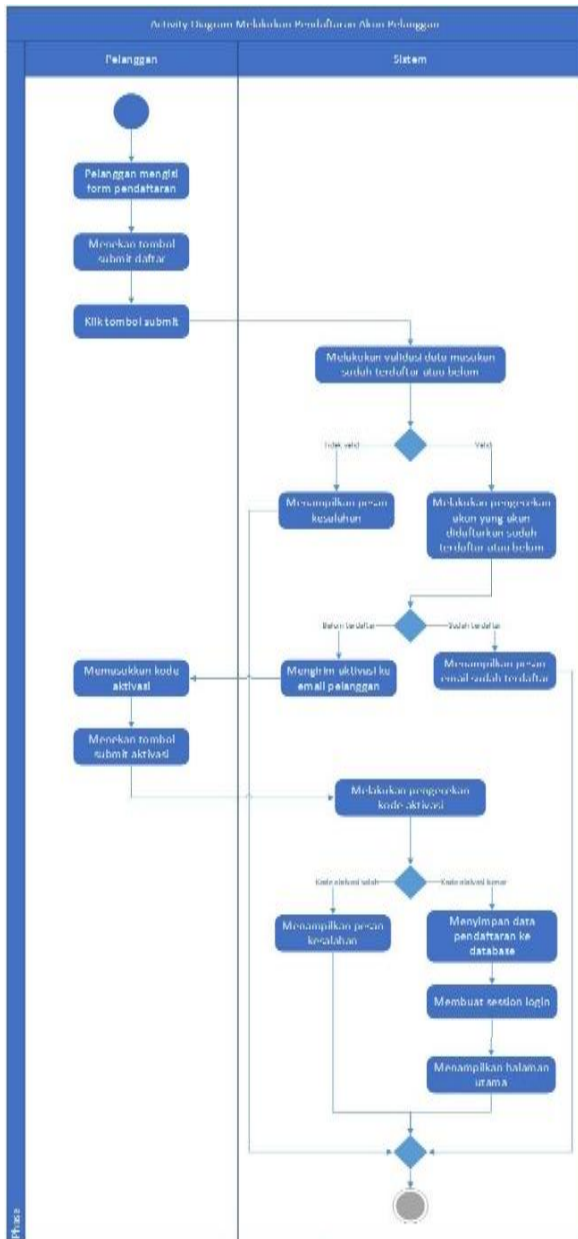 Activity Diagram Melakukan Pendaftaran Akun Pelanggan
Pelanggan
Sistem
Pelanggan mengisi
form pendaftaran
Menekan tombol
submit daftar
Klik tombol submit
Melakukan validasi data masukan
sudah terdaftar atau belum
Tidak valid
Valid
Menampilkan pesan
kesalahan
Melakukan pengecekan
akun yang akan
didaftarkan sudah
terdaftar atau belum
Belum terdaftar
Sudah terdaftar
Memasukkan kode
aktivasi
Mengirim aktivasi ke
email pelanggan
Menampilkan pesan
email sudah terdaftar
Menekan tombol
submit aktivasi
Melakukan pengecekan
kode aktivasi
Kode aktivasi salah
Kode aktivasi benar
Menampilkan pesan
kesalahan
Menyimpan data
pendaftaran ke
database
Membuat session login
Menampilkan halaman
utama
Phase